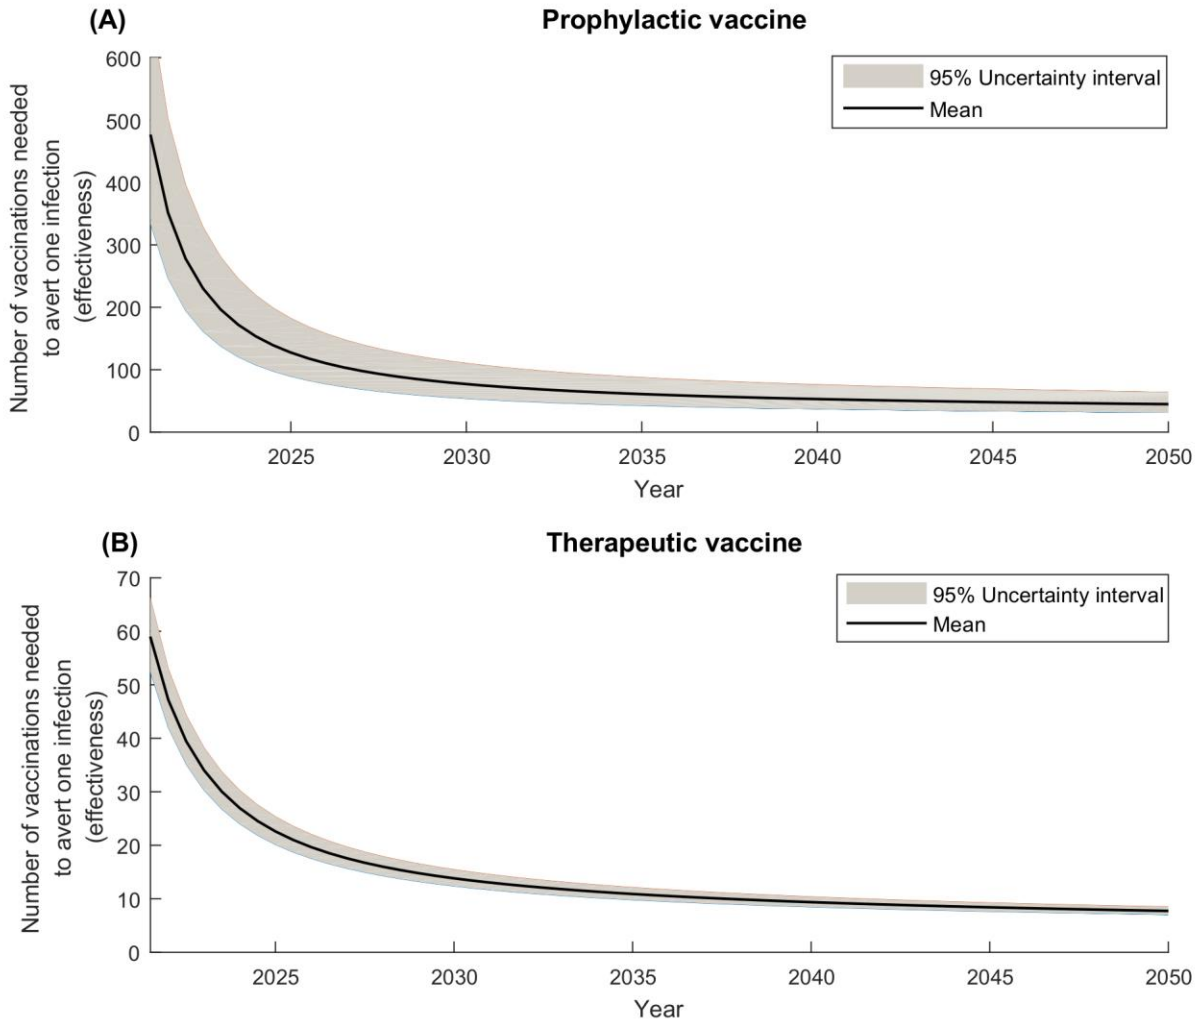 (A)
Prophylactic vaccine
Number of vaccinations needed
to avert one infection
(effectiveness)
600
500
400
300
200
100
0
95% Uncertainty interval
Mean
2025 2030 2035 2040 2045 2050
Year
(B)
Therapeutic vaccine
Number of vaccinations needed
to avert one infection
(effectiveness)
70
60
50
40
30
20
10
0
95% Uncertainty interval
Mean
2025 2030 2035 2040 2045 2050
Year